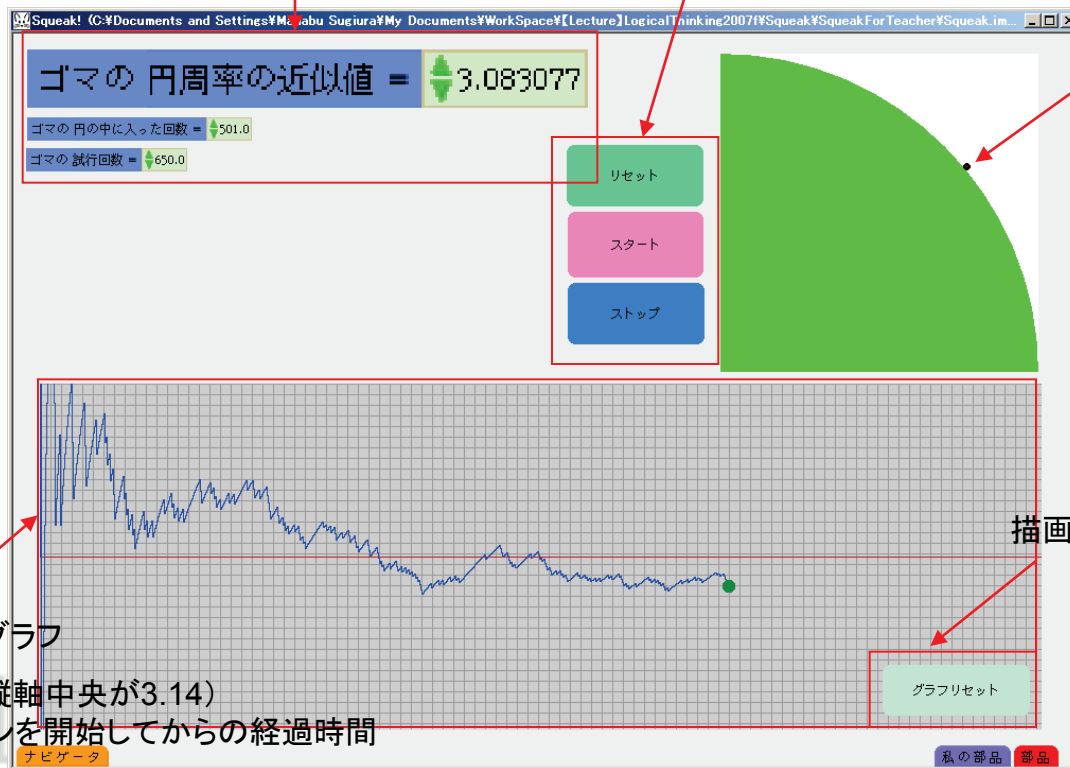 Squeak! (C:¥Documents and Settings¥Manabu Sugiura¥My Documents¥WorkSpace¥【Lecture】LogicalThinking2007f¥Squeak¥SqueakForTeacher¥Squeak.im...
ゴマの 円周率の近似値 = 3.083077
ゴマの 円の中に入った回数 = 501.0
ゴマの 試行回数 = 650.0
リセット
スタート
ストップ
描画
グラフ
縦軸中央が3.14)
ンを開始してからの経過時間
グラフリセット
ナビゲータ
私の部品
部品